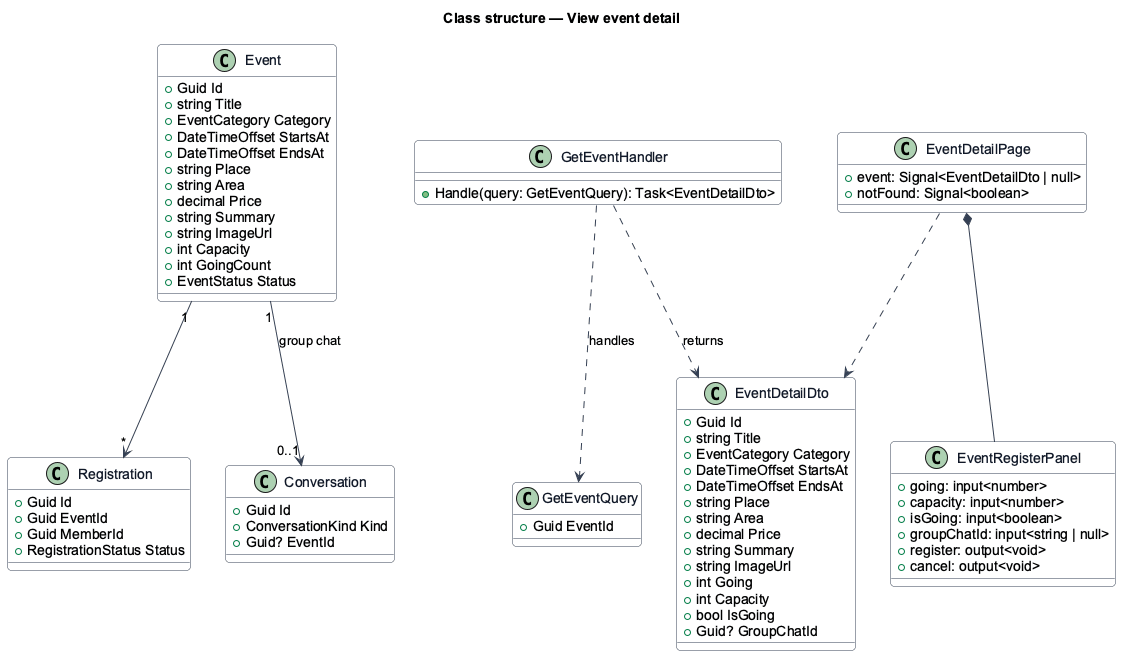 Class structure — View event detail
C Event
Guid Id
string Title
EventCategory Category
DateTimeOffset StartsAt
DateTimeOffset EndsAt
string Place
string Area
decimal Price
string Summary
string ImageUrl
int Capacity
int GoingCount
EventStatus Status
C GetEventHandler
Handle(query: GetEventQuery): Task<EventDetailDto>
C EventDetailPage
event: Signal<EventDetailDto | null>
notFound: Signal<boolean>
1
*
1
group chat
0..1
handles
returns
C Registration
Guid Id
Guid EventId
Guid MemberId
RegistrationStatus Status
C Conversation
Guid Id
ConversationKind Kind
Guid? EventId
C GetEventQuery
Guid EventId
C EventDetailDto
Guid Id
string Title
EventCategory Category
DateTimeOffset StartsAt
DateTimeOffset EndsAt
string Place
string Area
decimal Price
string Summary
string ImageUrl
int Going
int Capacity
bool IsGoing
Guid? GroupChatId
C EventRegisterPanel
going: input<number>
capacity: input<number>
isGoing: input<boolean>
groupChatId: input<string | null>
register: output<void>
cancel: output<void>